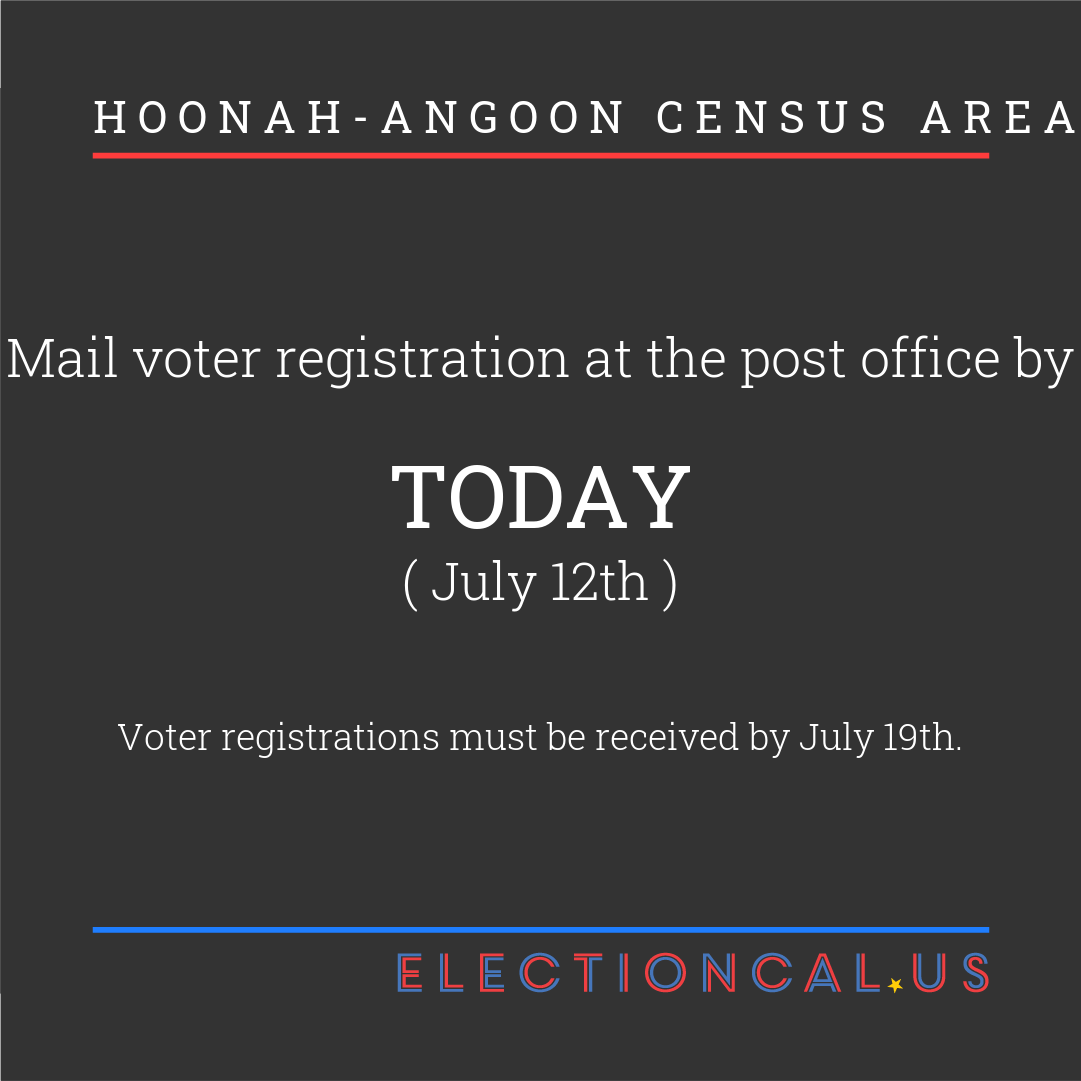 HOONAH-ANGOON CENSUS AREA
Mail voter registration at the post office by
TODAY
( July 12th )
Voter registrations must be received by July 19th.
ELECTIONCAL.US